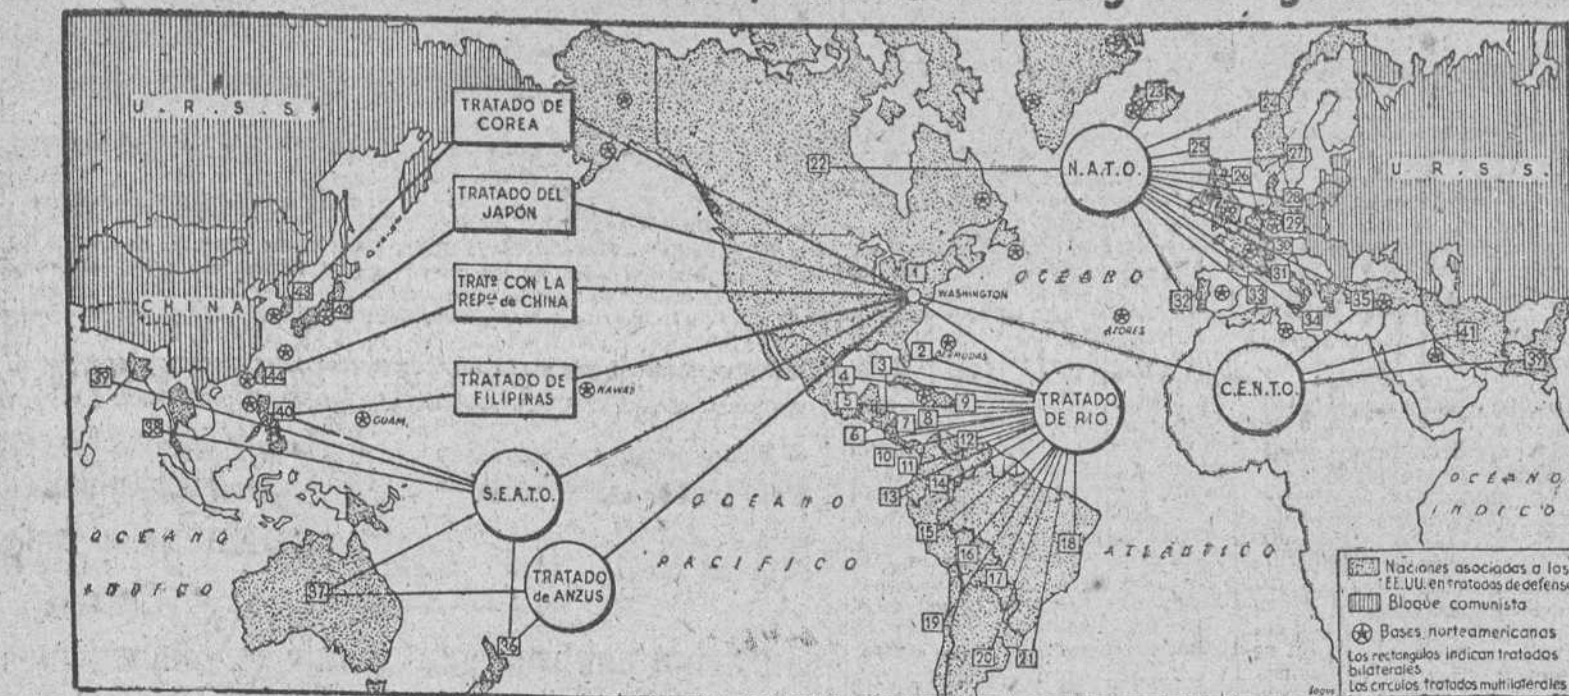 U. R. S. S.
TRATADO DE
COREA
TRATADO DEL
JAPÓN
TRATº CON LA
REPca de CHINA
TRATADO DE
FILIPINAS
CHINA
43
42
44
39
38
40
GUAM.
HAWAII
S.E.A.T.O.
TRATADO
de ANZUS
37
36
OCEANO
INDICO
OCEANO
PACIFICO
22
1
WASHINGTON
OCEANO
AZORES
BERMUDAS
2
3
4
5
6
7
8
9
10
11
12
13
14
15
16
17
18
19
20
21
TRATADO
DE RIO
ATLÁNTICO
N.A.T.O.
23
24
25
26
27
28
29
30
31
32
33
34
35
U. R. S. S.
C.E.N.T.O.
41
39
OCEANO
INDICO
Naciones asociadas a los
EE.UU. en tratados de defensa
Bloque comunista
Bases norteamericanas
Los rectangulos indican tratados
bilaterales
Los circulos tratados multilaterales